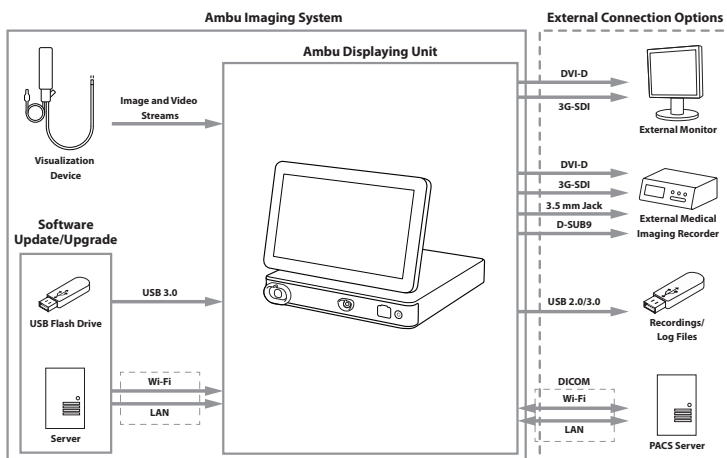 Ambu Imaging System
External Connection Options
Ambu Displaying Unit
Image and Video
Streams
Visualization
Device
Software
Update/Upgrade
USB Flash Drive
USB 3.0
Server
Wi-Fi
LAN
DVI-D
3G-SDI
External Monitor
DVI-D
3G-SDI
3.5 mm Jack
D-SUB9
External Medical
Imaging Recorder
USB 2.0/3.0
Recordings/
Log Files
DICOM
Wi-Fi
LAN
PACS Server